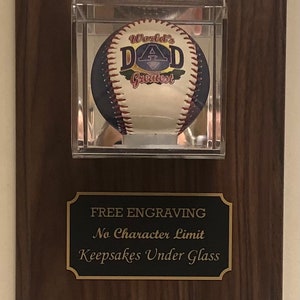 World's
DAD
Greatest
FREE ENGRAVING
No Character Limit
Keepsakes Under Glass